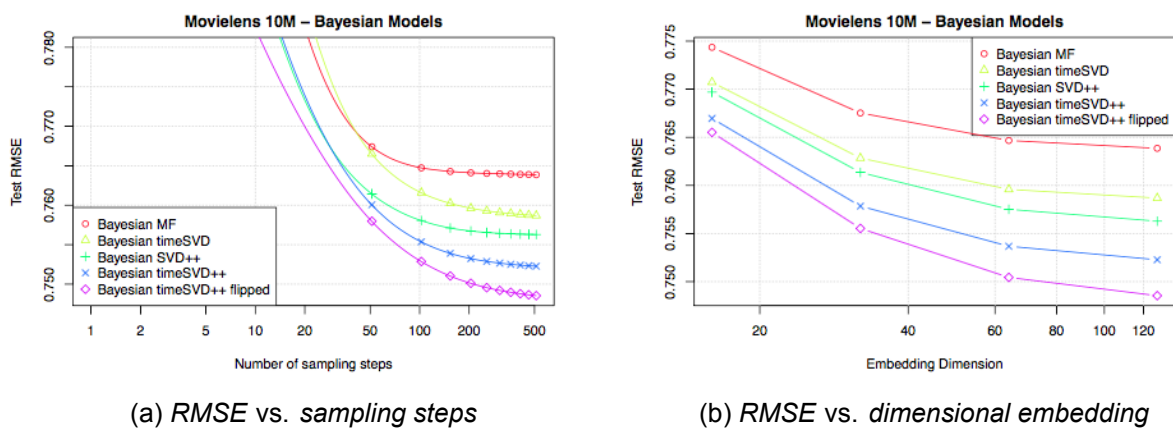 Movielens 10M – Bayesian Models
Test RMSE
0.780
0.770
0.760
0.750
Bayesian MF
Bayesian timeSVD
Bayesian SVD++
Bayesian timeSVD++
Bayesian timeSVD++ flipped
1 2 5 10 20 50 100 200 500
Number of sampling steps
(a) RMSE vs. sampling steps
Movielens 10M – Bayesian Models
Test RMSE
0.775
0.770
0.765
0.760
0.755
0.750
Bayesian MF
Bayesian timeSVD
Bayesian SVD++
Bayesian timeSVD++
Bayesian timeSVD++ flipped
20 40 60 80 100 120
Embedding Dimension
(b) RMSE vs. dimensional embedding